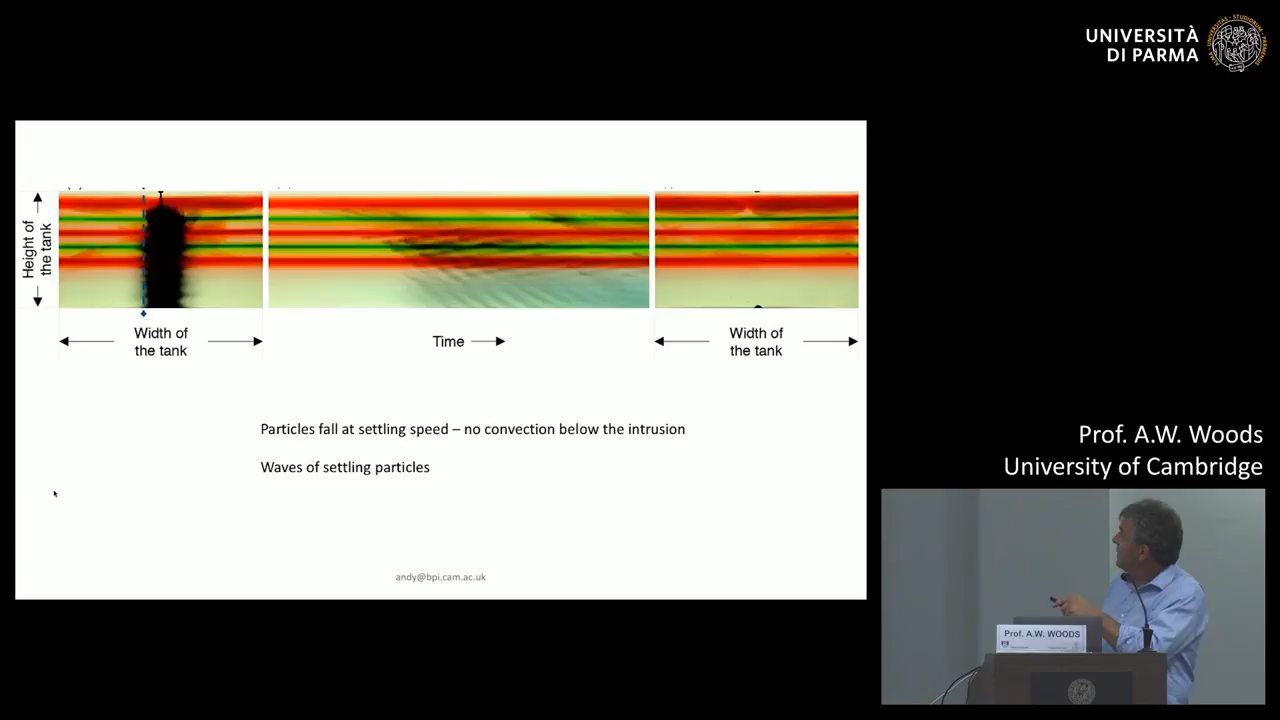 UNIVERSITÀ
DI PARMA
Height of
the tank
Width of
the tank
Time
Width of
the tank
Particles fall at settling speed – no convection below the intrusion
Waves of settling particles
andy@bpi.cam.ac.uk
Prof. A.W. Woods
University of Cambridge
Prof. A.W. WOODS